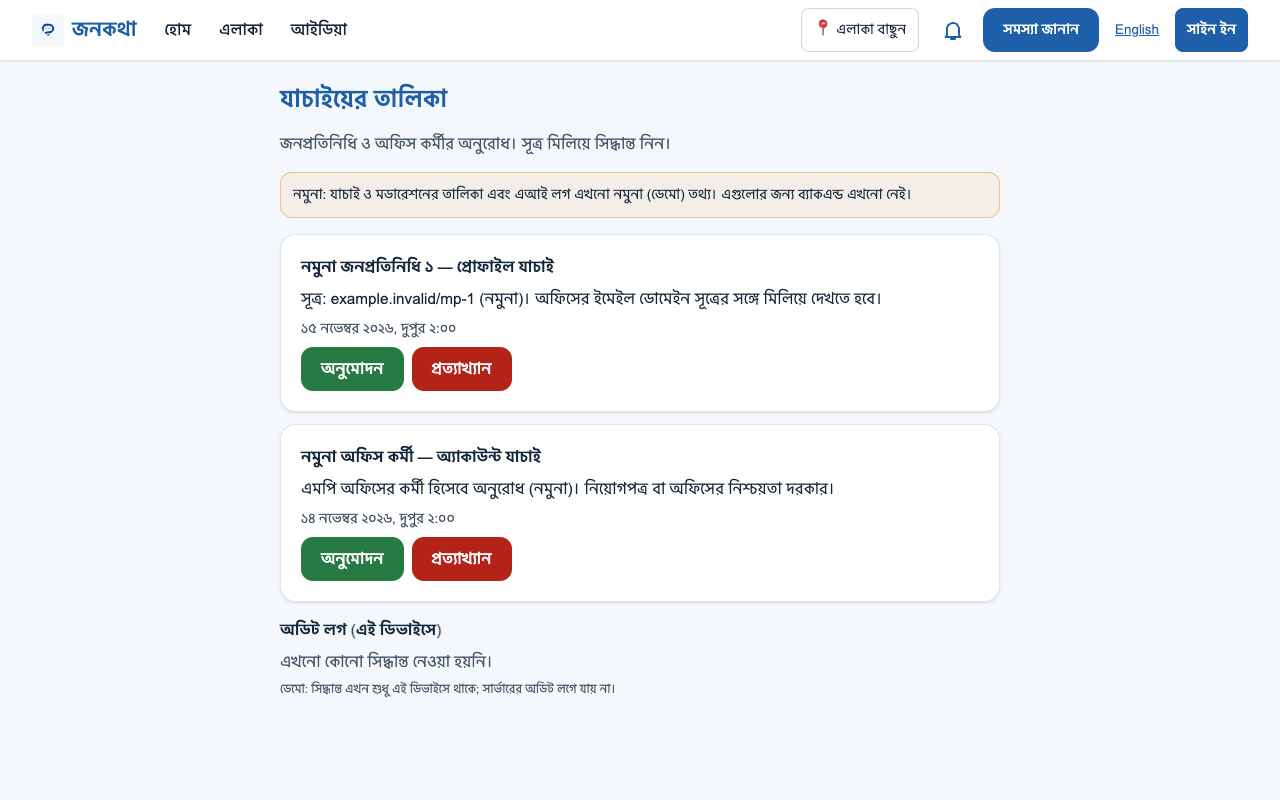 জনকথা
হোম
এলাকা
আইডিয়া
এলাকা বাছুন
সমস্যা জানান
English
সাইন ইন
যাচাইয়ের তালিকা
জনপ্রতিনিধি ও অফিস কর্মীর অনুরোধ। সূত্র মিলিয়ে সিদ্ধান্ত নিন।
নমুনা: যাচাই ও মডারেশনের তালিকা এবং এআই লগ এখনো নমুনা (ডেমো) তথ্য। এগুলোর জন্য ব্যাকএন্ড এখনো নেই।
নমুনা জনপ্রতিনিধি ১ — প্রোফাইল যাচাই
সূত্র: example.invalid/mp-1 (নমুনা)। অফিসের ইমেইল ডোমেইন সূত্রের সঙ্গে মিলিয়ে দেখতে হবে।
১৫ নভেম্বর ২০২৬, দুপুর ২:০০
অনুমোদন
প্রত্যাখ্যান
নমুনা অফিস কর্মী — অ্যাকাউন্ট যাচাই
এমপি অফিসের কর্মী হিসেবে অনুরোধ (নমুনা)। নিয়োগপত্র বা অফিসের নিশ্চয়তা দরকার।
১৪ নভেম্বর ২০২৬, দুপুর ২:০০
অনুমোদন
প্রত্যাখ্যান
অডিট লগ (এই ডিভাইসে)
এখনো কোনো সিদ্ধান্ত নেওয়া হয়নি।
ডেমো: সিদ্ধান্ত এখন শুধু এই ডিভাইসে থাকে; সার্ভারের অডিট লগে যায় না।